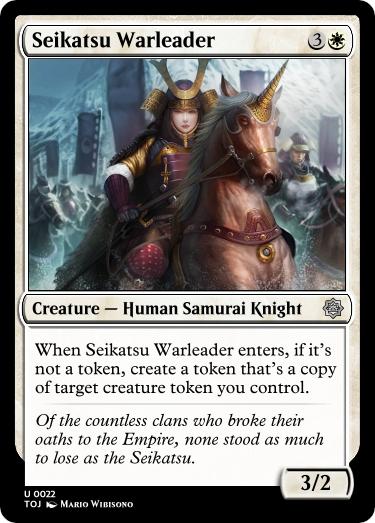 Seikatsu Warleader 3
Creature — Human Samurai Knight
When Seikatsu Warleader enters, if it's
not a token, create a token that's a copy
of target creature token you control.
Of the countless clans who broke their
oaths to the Empire, none stood as much
to lose as the Seikatsu.
3/2
U 0022
TOJ Mario Wibisono